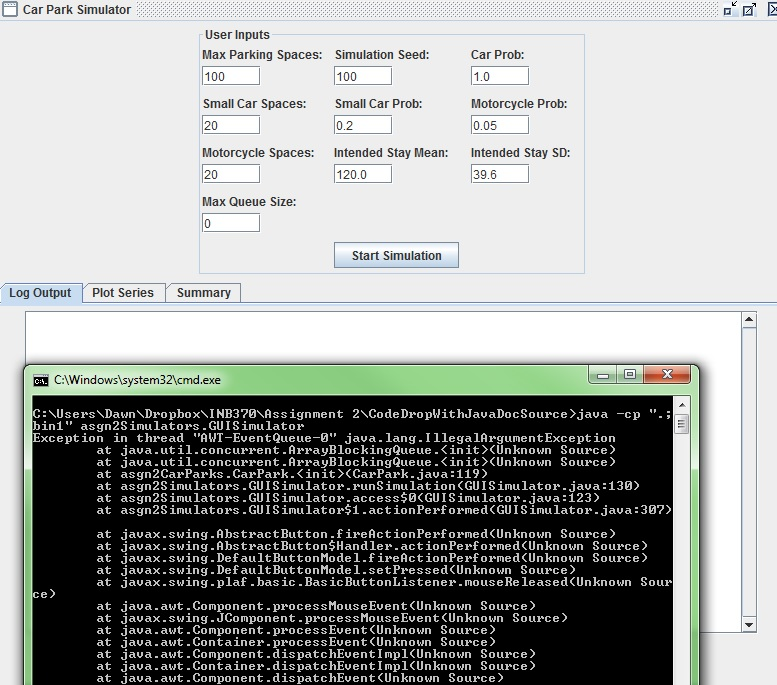 Car Park Simulator
User Inputs
Max Parking Spaces: Simulation Seed: Car Prob:
100 100 1.0
Small Car Spaces: Small Car Prob: Motorcycle Prob:
20 0.2 0.05
Motorcycle Spaces: Intended Stay Mean: Intended Stay SD:
20 120.0 39.6
Max Queue Size:
0
Start Simulation
Log Output Plot Series Summary
C:\Windows\system32\cmd.exe
C:\Users\Dawn\Dropbox\INB370\Assignment 2\CodeDropWithJavaDocSource>java -cp ".;
bin1" asgn2Simulators.GUISimulator
Exception in thread "AWT-EventQueue-0" java.lang.IllegalArgumentException
at java.util.concurrent.ArrayBlockingQueue.<init>(Unknown Source)
at java.util.concurrent.ArrayBlockingQueue.<init>(Unknown Source)
at asgn2CarParks.CarPark.<init>(CarPark.java:119)
at asgn2Simulators.GUISimulator.runSimulation(GUISimulator.java:130)
at asgn2Simulators.GUISimulator.access$0(GUISimulator.java:123)
at asgn2Simulators.GUISimulator$1.actionPerformed(GUISimulator.java:307)
at javax.swing.AbstractButton.fireActionPerformed(Unknown Source)
at javax.swing.AbstractButton$Handler.actionPerformed(Unknown Source)
at javax.swing.DefaultButtonModel.fireActionPerformed(Unknown Source)
at javax.swing.DefaultButtonModel.setPressed(Unknown Source)
at javax.swing.plaf.basic.BasicButtonListener.mouseReleased(Unknown Sour
ce)
at java.awt.Component.processMouseEvent(Unknown Source)
at javax.swing.JComponent.processMouseEvent(Unknown Source)
at java.awt.Component.processEvent(Unknown Source)
at java.awt.Container.processEvent(Unknown Source)
at java.awt.Component.dispatchEventImpl(Unknown Source)
at java.awt.Container.dispatchEventImpl(Unknown Source)
at java.awt.Component.dispatchEvent(Unknown Source)